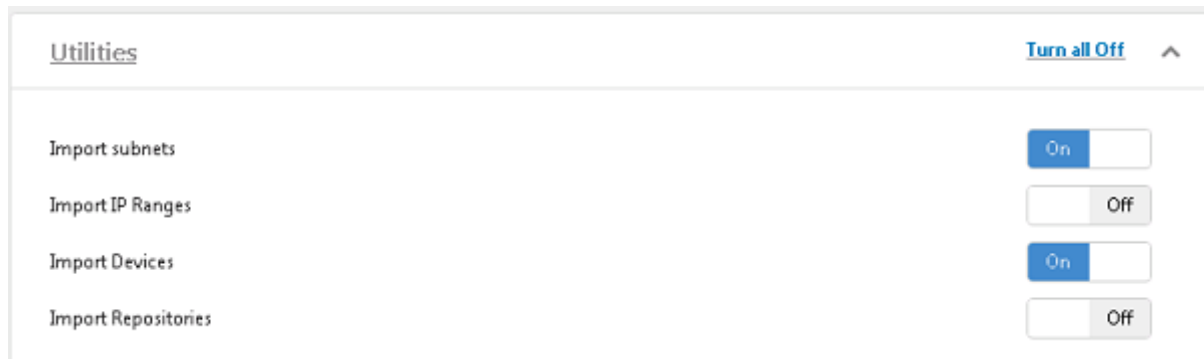 Utilities Turn all Off
Import subnets On
Import IP Ranges Off
Import Devices On
Import Repositories Off